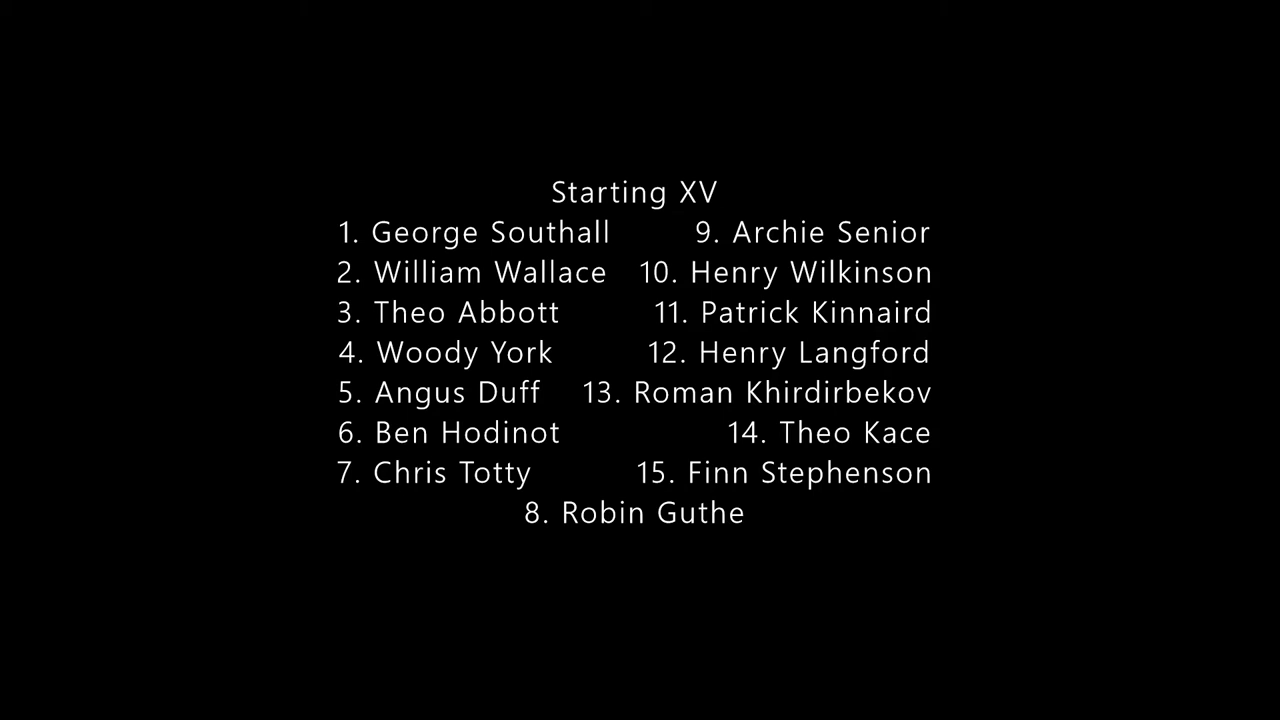 Starting XV
1. George Southall 9. Archie Senior
2. William Wallace 10. Henry Wilkinson
3. Theo Abbott 11. Patrick Kinnaird
4. Woody York 12. Henry Langford
5. Angus Duff 13. Roman Khirdirbekov
6. Ben Hodinot 14. Theo Kace
7. Chris Totty 15. Finn Stephenson
8. Robin Guthe